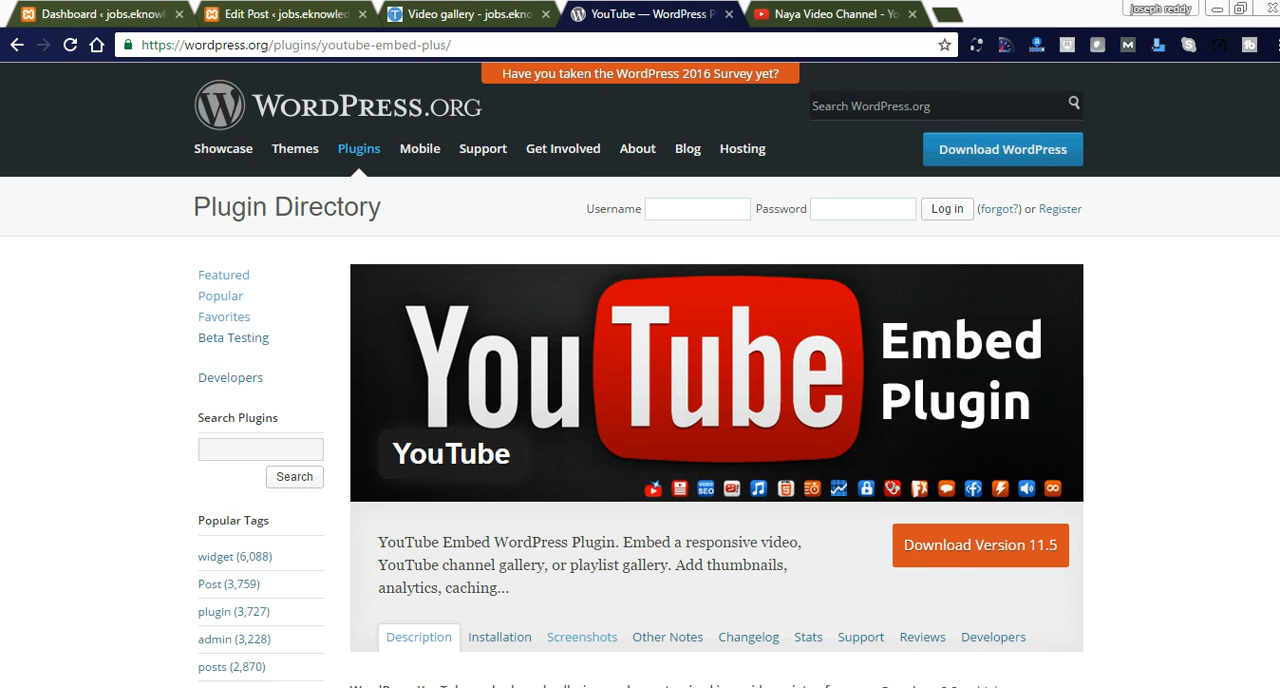 Dashboard ‹ jobs.eknowl
Edit Post ‹ jobs.eknowled
Video gallery - jobs.ekno
YouTube — WordPress P
Naya Video Channel - Yo
joseph reddy
https://wordpress.org/plugins/youtube-embed-plus/
Have you taken the WordPress 2016 Survey yet?
WORDPRESS.ORG
Search WordPress.org
Showcase Themes Plugins Mobile Support Get Involved About Blog Hosting
Download WordPress
Plugin Directory
Username Password Log in (forgot?) or Register
Featured
Popular
Favorites
Beta Testing
Developers
Search Plugins
Search
Popular Tags
widget (6,088)
Post (3,759)
plugin (3,727)
admin (3,228)
posts (2,870)
YouTube
Embed
Plugin
YouTube
YouTube Embed WordPress Plugin. Embed a responsive video,
YouTube channel gallery, or playlist gallery. Add thumbnails,
analytics, caching...
Download Version 11.5
Description Installation Screenshots Other Notes Changelog Stats Support Reviews Developers